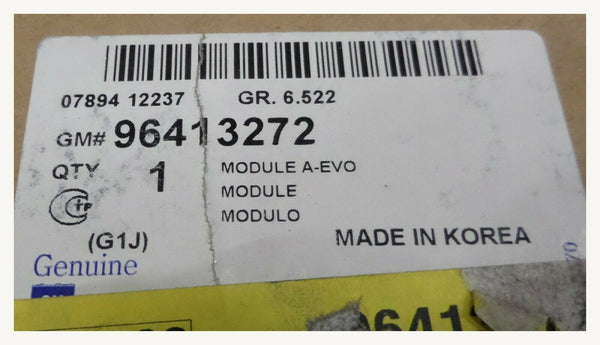 07894 12237 GR. 6.522
GM# 96413272
QTY 1 MODULE A-EVO
MODULE
MODULO
(G1J) MADE IN KOREA
Genuine